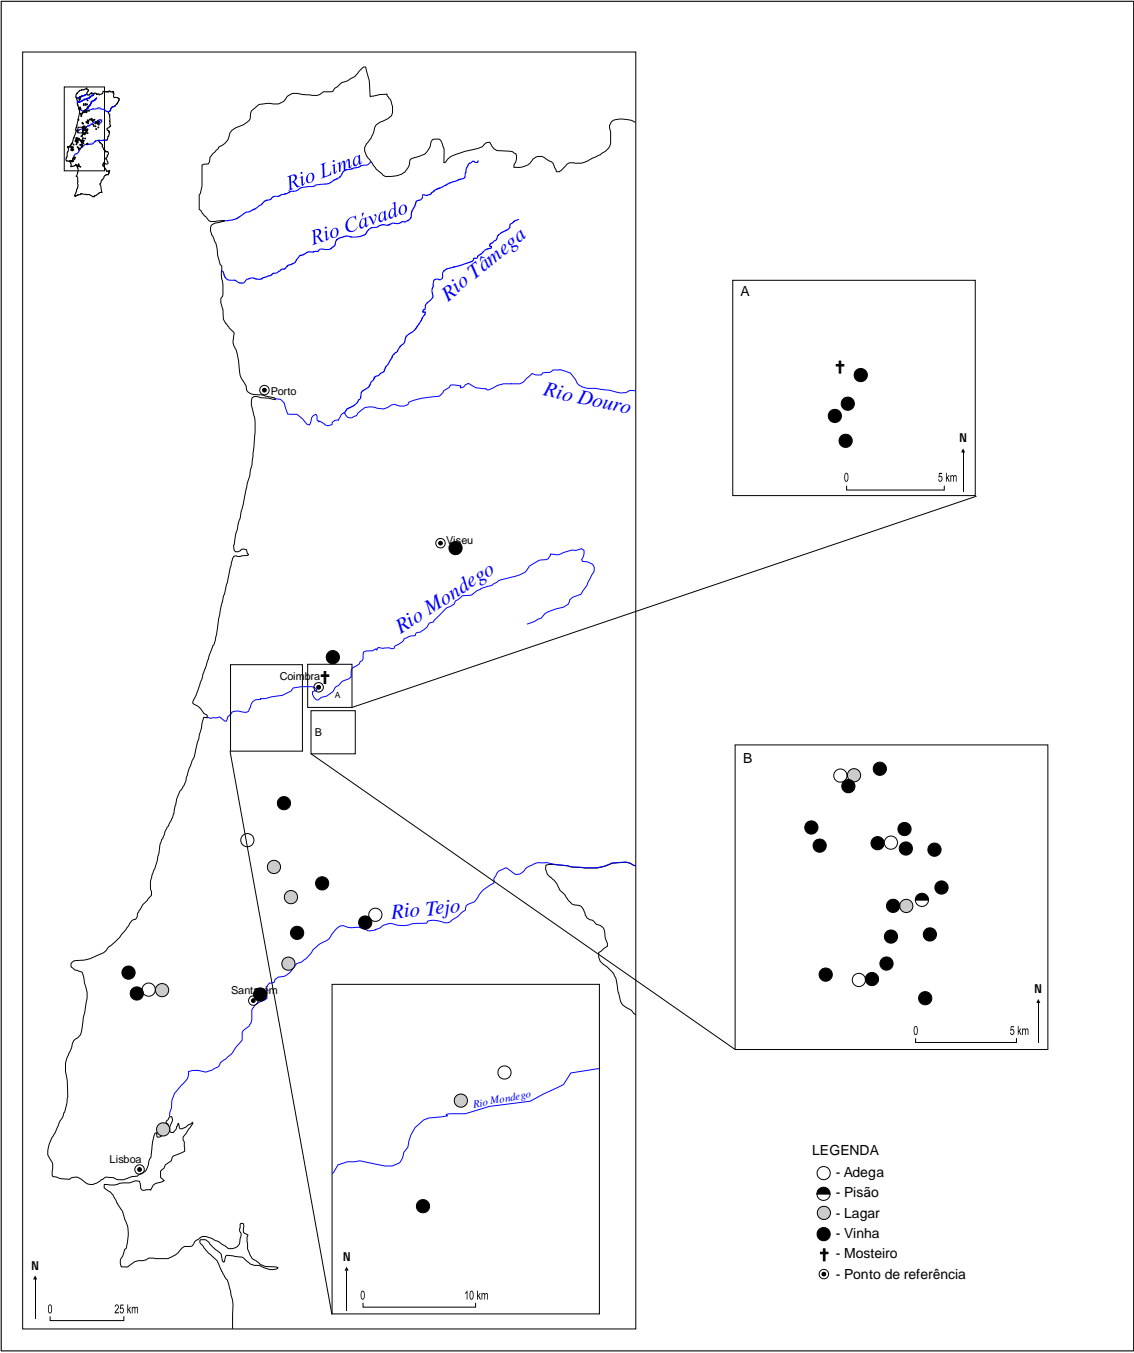 Rio Lima
Rio Cávado
Rio Tâmega
Porto
Rio Douro
Viseu
Rio Mondego
Coimbra
A
B
Rio Tejo
Santarém
Lisboa
N
0 25 km
Rio Mondego
N
0 10 km
A
N
0 5 km
B
N
0 5 km
LEGENDA
- Adega
- Pisão
- Lagar
- Vinha
- Mosteiro
- Ponto de referência